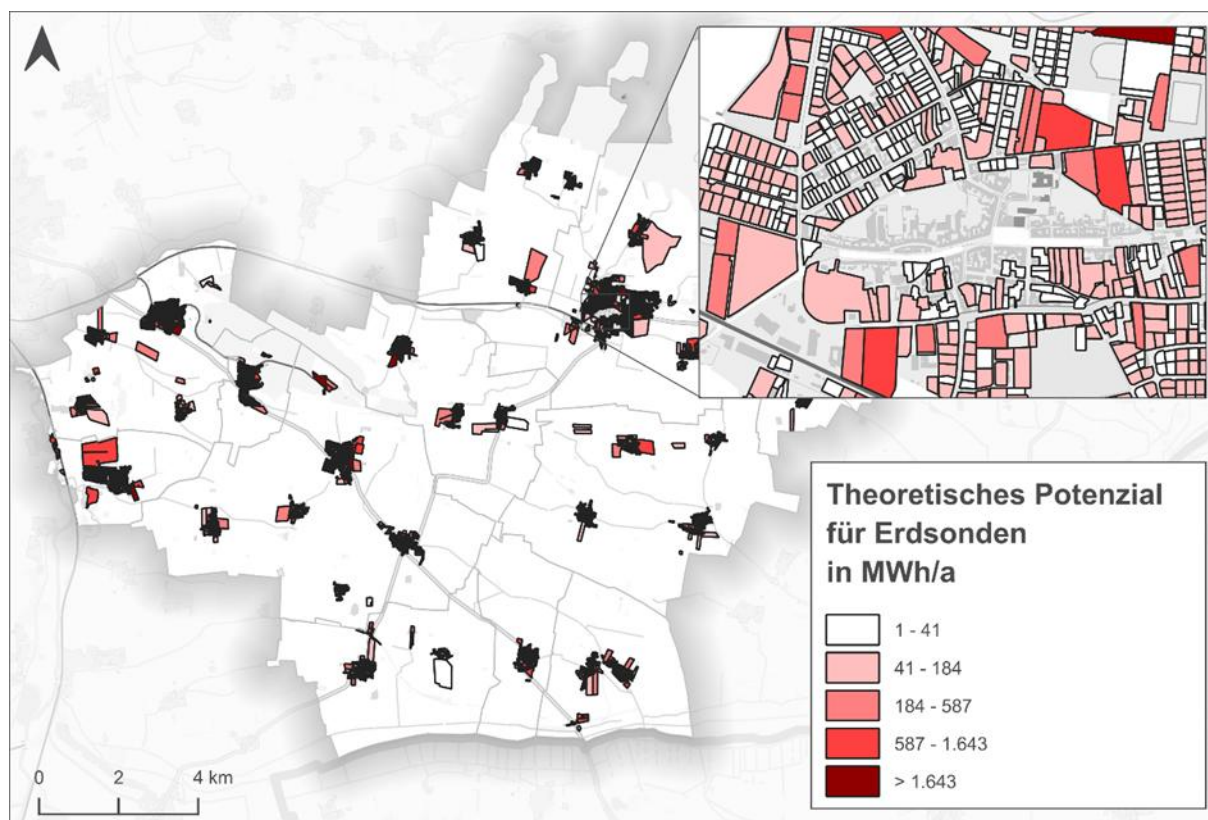 Theoretisches Potenzial
für Erdsonden
in MWh/a
1 - 41
41 - 184
184 - 587
587 - 1.643
> 1.643
0 2 4 km